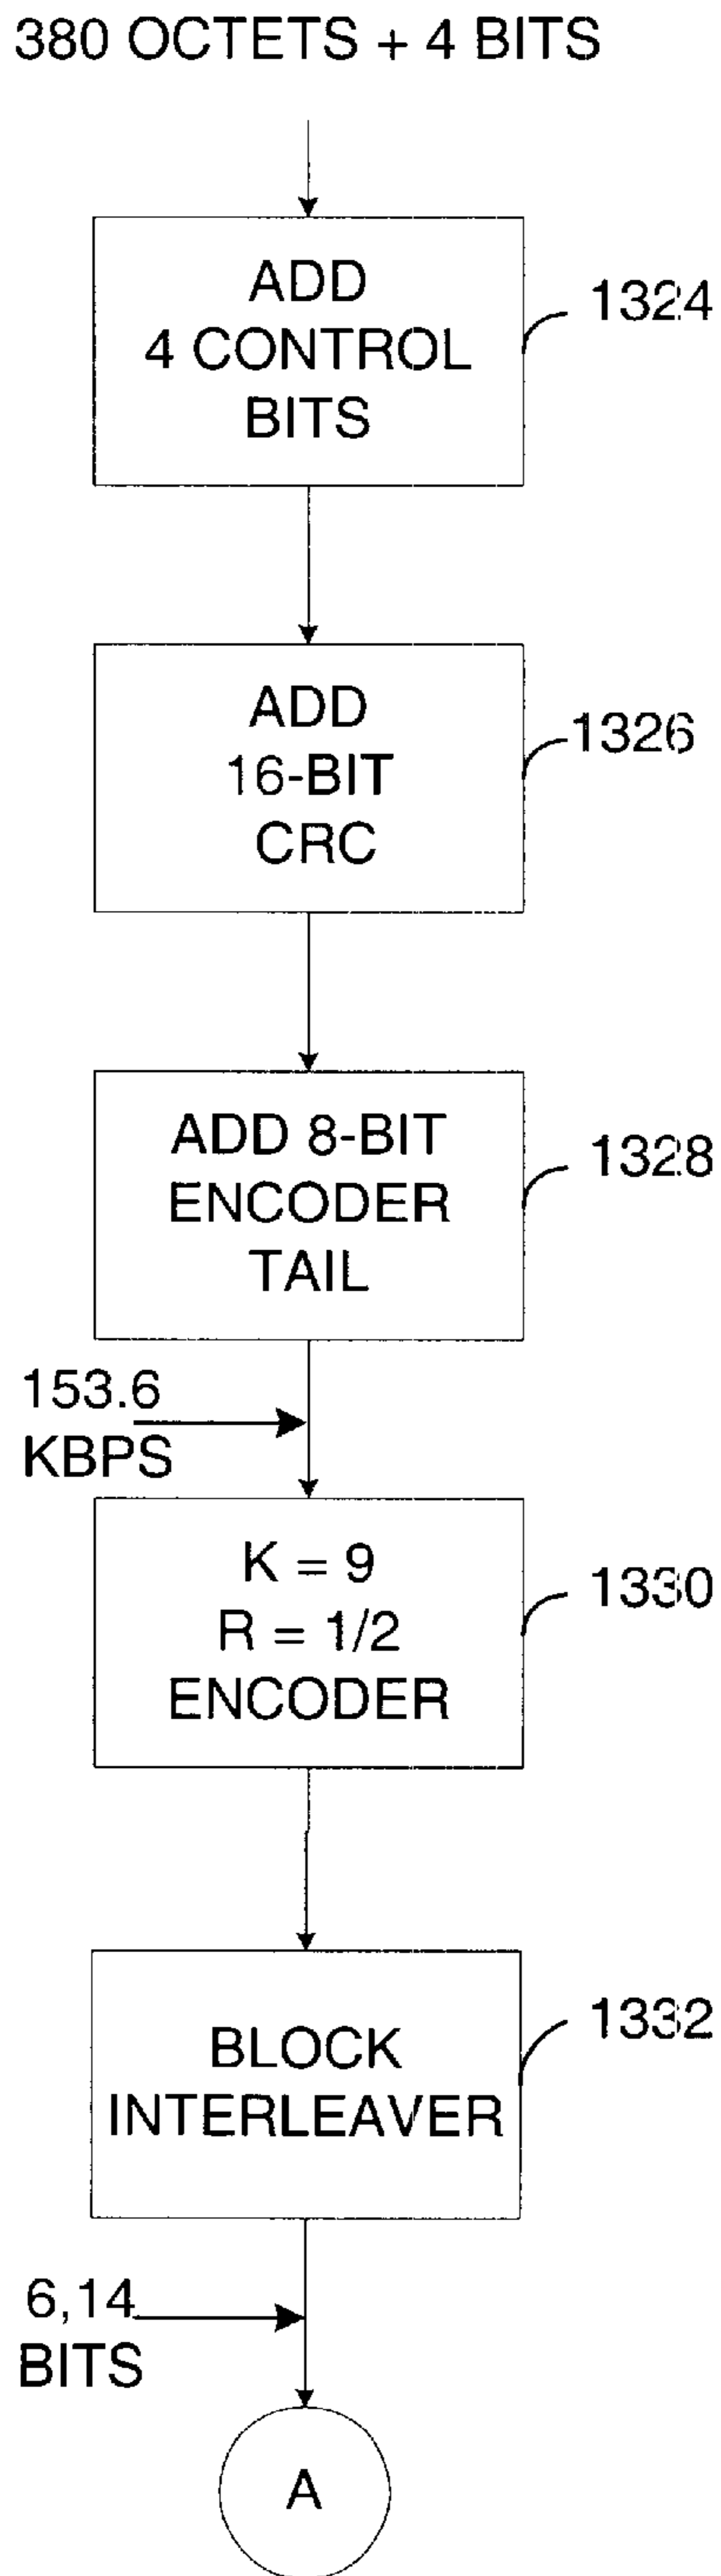 380 OCTETS + 4 BITS
ADD
4 CONTROL
BITS
1324
ADD
16-BIT
CRC
1326
ADD 8-BIT
ENCODER
TAIL
1328
153.6
KBPS
K = 9
R = 1/2
ENCODER
1330
BLOCK
INTERLEAVER
1332
6,14
BITS
A